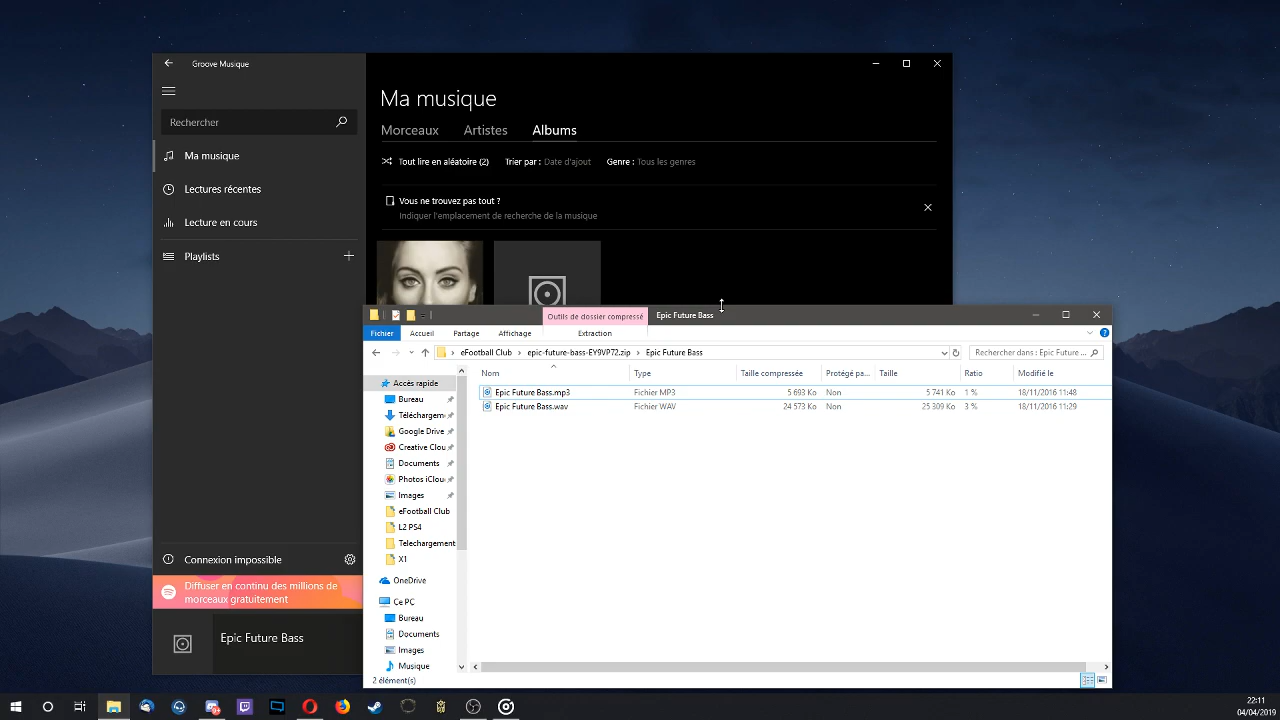 Groove Musique
Rechercher
Ma musique
Lectures récentes
Lecture en cours
Playlists
Connexion impossible
Diffuser en continu des millions de
morceaux gratuitement
Epic Future Bass
Ma musique
Morceaux Artistes Albums
Tout lire en aléatoire (2) Trier par : Date d'ajout Genre : Tous les genres
Vous ne trouvez pas tout ?
Indiquer l'emplacement de recherche de la musique
Outils de dossier compressé Epic Future Bass
Fichier Accueil Partage Affichage Extraction
eFootball Club epic-future-bass-EY9VP72.zip Epic Future Bass Rechercher dans : Epic Future ...
Nom Type Taille compressée Protégé pa... Taille Ratio Modifié le
Epic Future Bass.mp3 Fichier MP3 5 693 Ko Non 5 741 Ko 1 % 18/11/2016 11:48
Epic Future Bass.wav Fichier WAV 24 573 Ko Non 25 309 Ko 3 % 18/11/2016 11:29
Accès rapide
Bureau
Téléchargem
Google Drive
Creative Clou
Documents
Photos iClou
Images
eFootball Club
L2 PS4
Telechargement
X1
OneDrive
Ce PC
Bureau
Documents
Images
Musique
2 élément(s)
22:11
04/04/2019